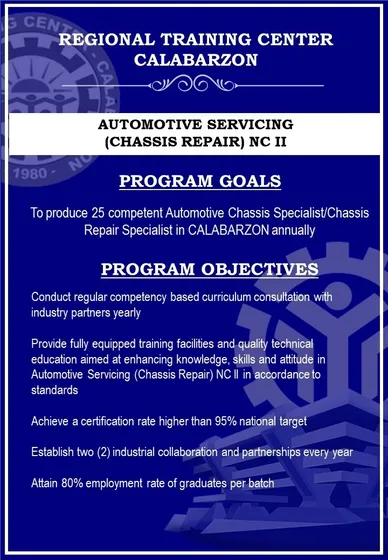 REGIONAL TRAINING CENTER
CALABARZON
AUTOMOTIVE SERVICING
(CHASSIS REPAIR) NC II
PROGRAM GOALS
To produce 25 competent Automotive Chassis Specialist/Chassis
Repair Specialist in CALABARZON annually
PROGRAM OBJECTIVES
Conduct regular competency based curriculum consultation with
industry partners yearly
Provide fully equipped training facilities and quality technical
education aimed at enhancing knowledge, skills and attitude in
Automotive Servicing (Chassis Repair) NC II in accordance to
standards
Achieve a certification rate higher than 95% national target
Establish two (2) industrial collaboration and partnerships every year
Attain 80% employment rate of graduates per batch
1980